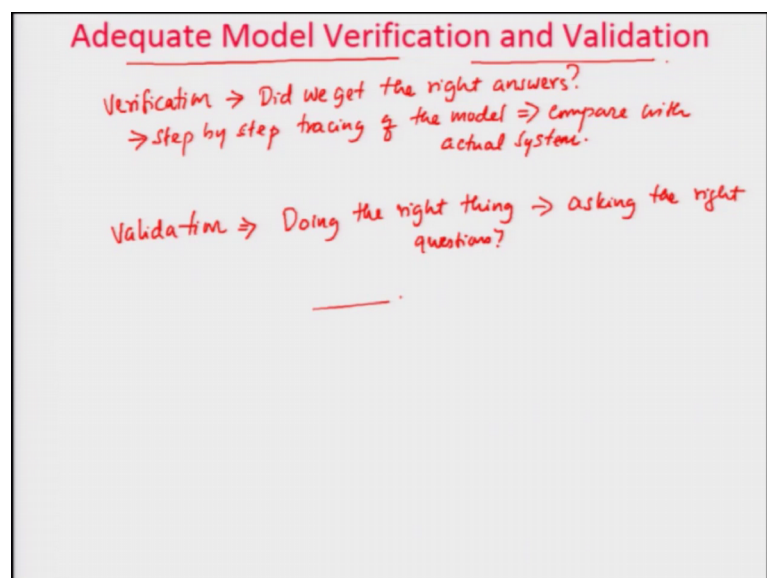 Adequate Model Verification and Validation
Verification → Did we get the right answers?
→ Step by step tracing of the model ⇒ Compare with
actual system.
Validation ⇒ Doing the right thing → asking the right
questions?